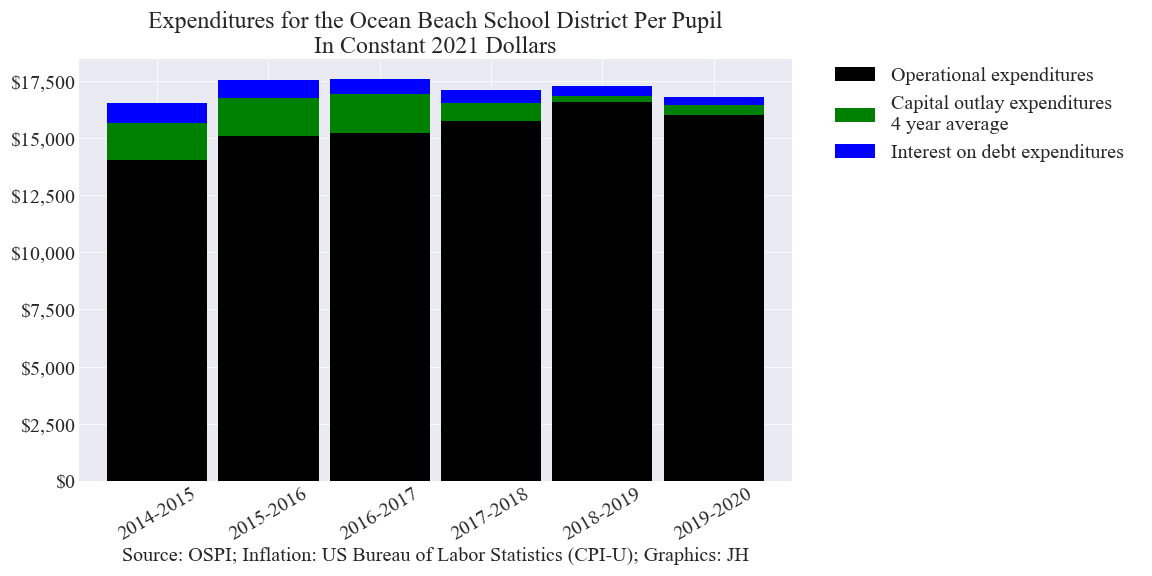 Expenditures for the Ocean Beach School District Per Pupil
In Constant 2021 Dollars
$17,500
$15,000
$12,500
$10,000
$7,500
$5,000
$2,500
$0
2014-2015
2015-2016
2016-2017
2017-2018
2018-2019
2019-2020
Source: OSPI; Inflation: US Bureau of Labor Statistics (CPI-U); Graphics: JH
Operational expenditures
Capital outlay expenditures
4 year average
Interest on debt expenditures